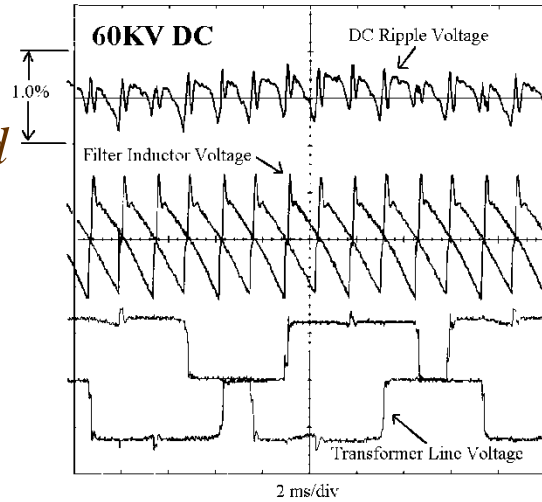 60KV DC
DC Ripple Voltage
1.0%
d
Filter Inductor Voltage
Transformer Line Voltage
2 ms/div